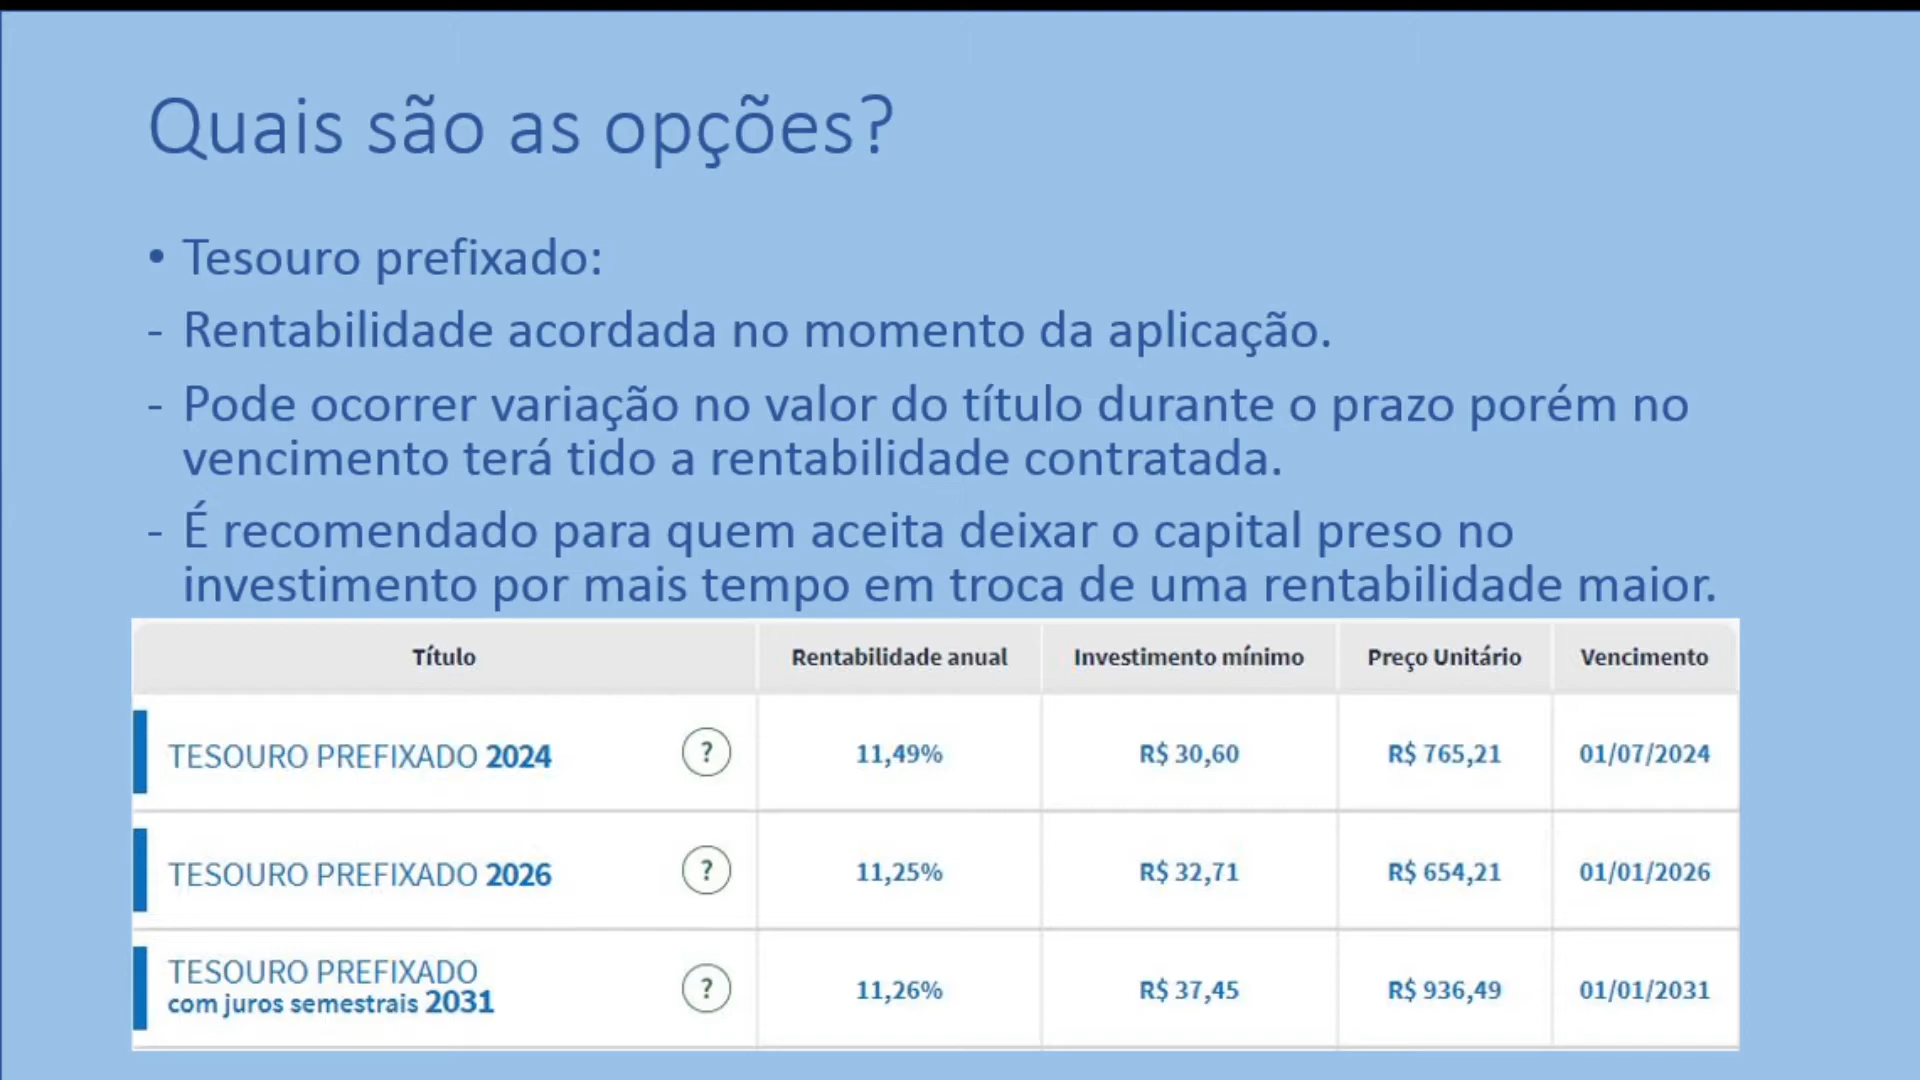 Quais são as opções?
• Tesouro prefixado:
- Rentabilidade acordada no momento da aplicação.
- Pode ocorrer variação no valor do título durante o prazo porém no
vencimento terá tido a rentabilidade contratada.
- É recomendado para quem aceita deixar o capital preso no
investimento por mais tempo em troca de uma rentabilidade maior.
Título Rentabilidade anual Investimento mínimo Preço Unitário Vencimento
TESOURO PREFIXADO 2024 ? 11,49% R$ 30,60 R$ 765,21 01/07/2024
TESOURO PREFIXADO 2026 ? 11,25% R$ 32,71 R$ 654,21 01/01/2026
TESOURO PREFIXADO
com juros semestrais 2031 ? 11,26% R$ 37,45 R$ 936,49 01/01/2031